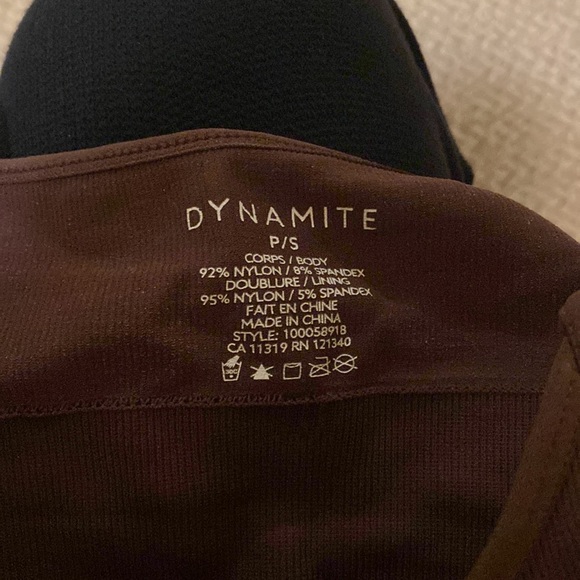 DYNAMITE
P/S
CORPS / BODY
92% NYLON / 8% SPANDEX
DOUBLURE / LINING
95% NYLON / 5% SPANDEX
FAIT EN CHINE
MADE IN CHINA
STYLE: 100058918
CA 11319 RN 121340
30C